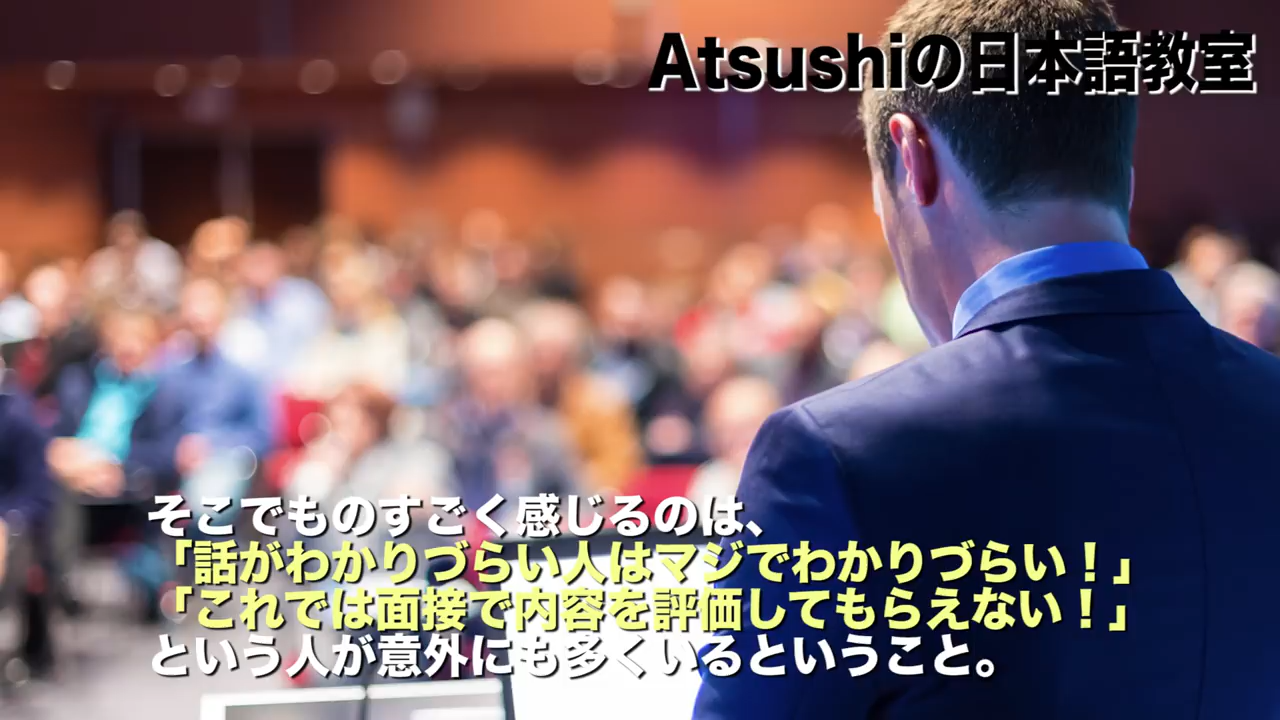 Atsushiの日本語教室
そこでものすごく感じるのは、
「話がわかりづらい人はマジでわかりづらい！」
「これでは面接で内容を評価してもらえない！」
という人が意外にも多くいるということ。